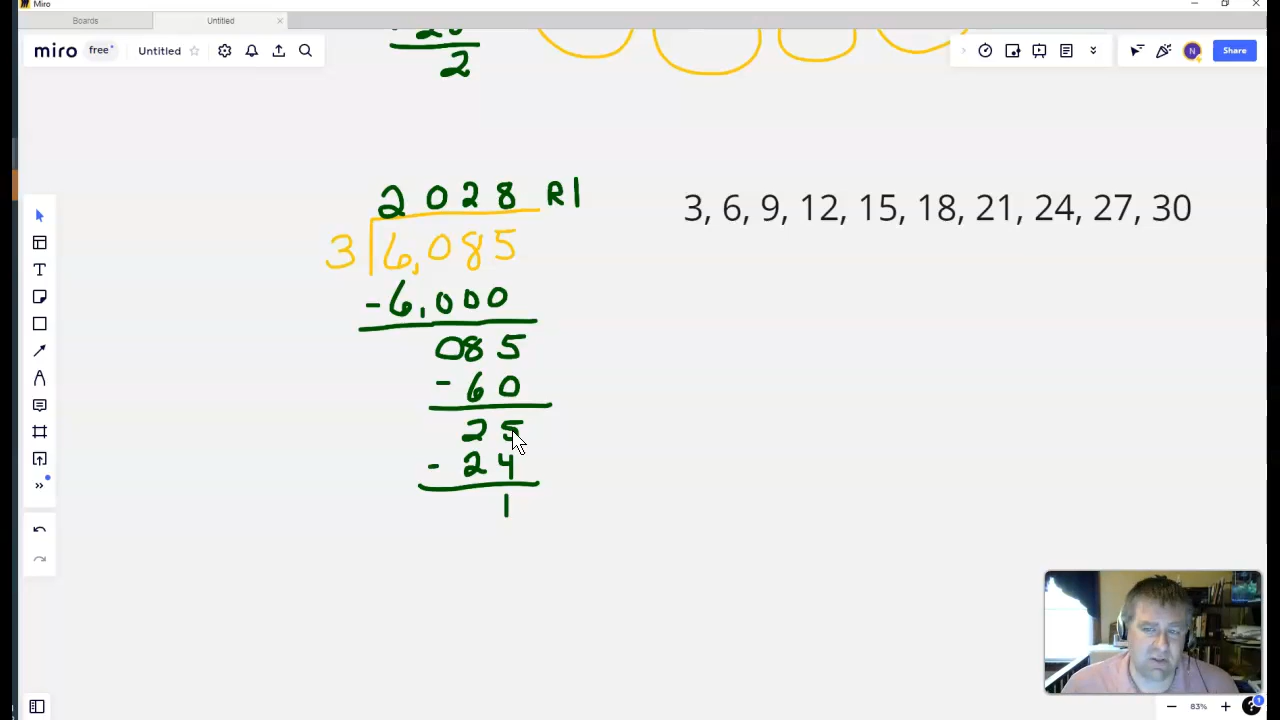 Miro
Boards
Untitled
miro free Untitled
Share
2
2028 R1
3 6,085
3, 6, 9, 12, 15, 18, 21, 24, 27, 30
- 6,000
085
- 60
25
- 24
1
N
83%